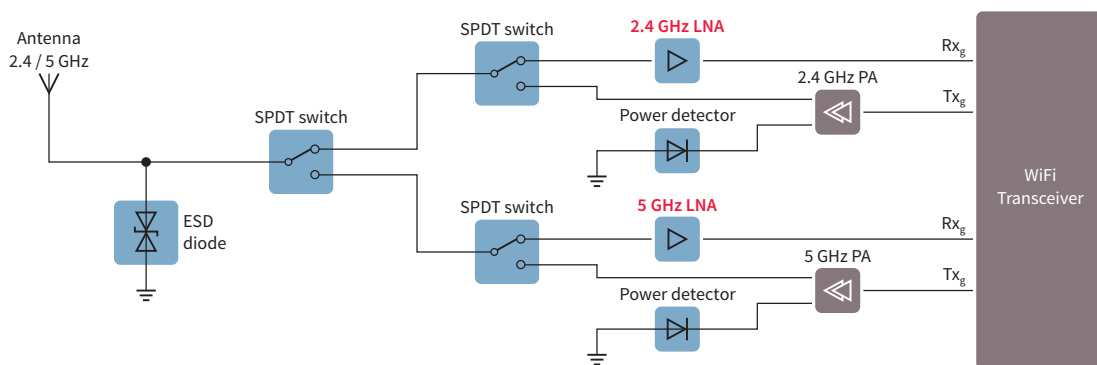 Antenna
2.4 / 5 GHz
SPDT switch
ESD
diode
SPDT switch
2.4 GHz LNA
Rxg
2.4 GHz PA
Txg
Power detector
SPDT switch
5 GHz LNA
Rxg
5 GHz PA
Txg
Power detector
WiFi
Transceiver